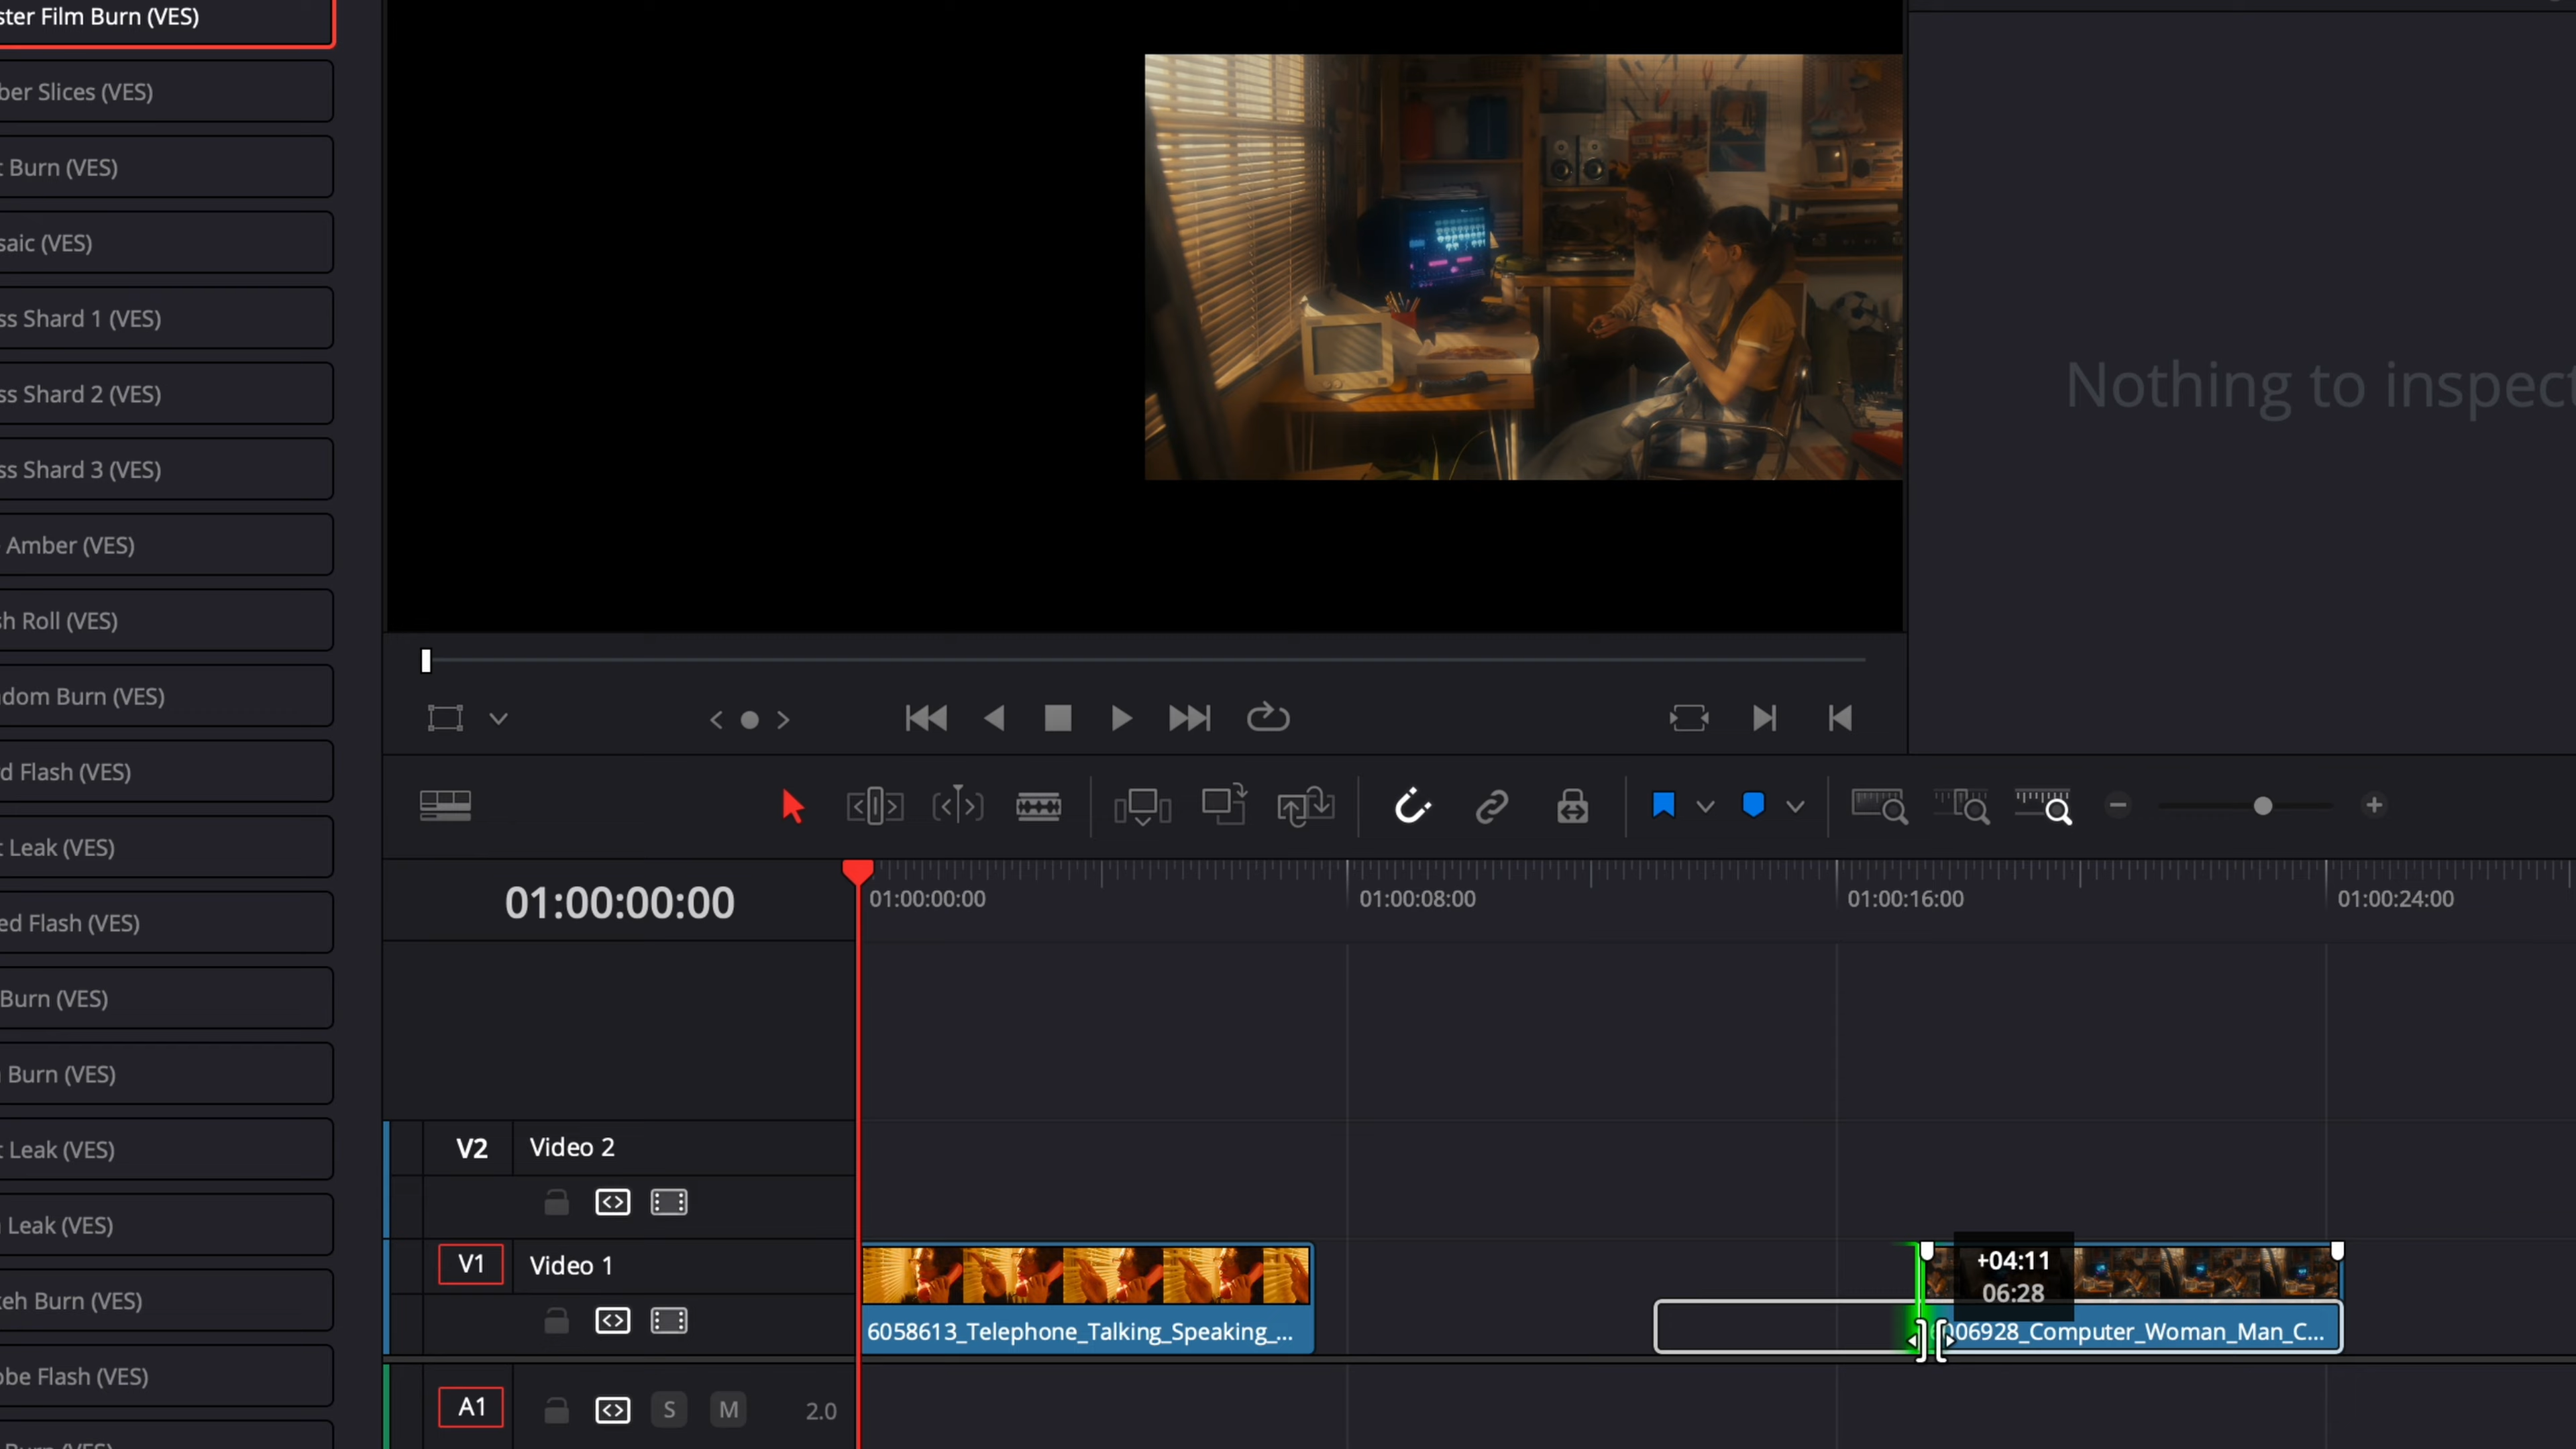 ster Film Burn (VES)
ber Slices (VES)
t Burn (VES)
saic (VES)
ss Shard 1 (VES)
ss Shard 2 (VES)
ss Shard 3 (VES)
Amber (VES)
sh Roll (VES)
dom Burn (VES)
d Flash (VES)
t Leak (VES)
ed Flash (VES)
Burn (VES)
Burn (VES)
t Leak (VES)
Leak (VES)
keh Burn (VES)
obe Flash (VES)
Nothing to inspect
01:00:00:00
01:00:00:00
01:00:08:00
01:00:16:00
01:00:24:00
V2 Video 2
V1 Video 1
6058613_Telephone_Talking_Speaking_...
+04:11
06:28
006928_Computer_Woman_Man_C...
A1 S M 2.0